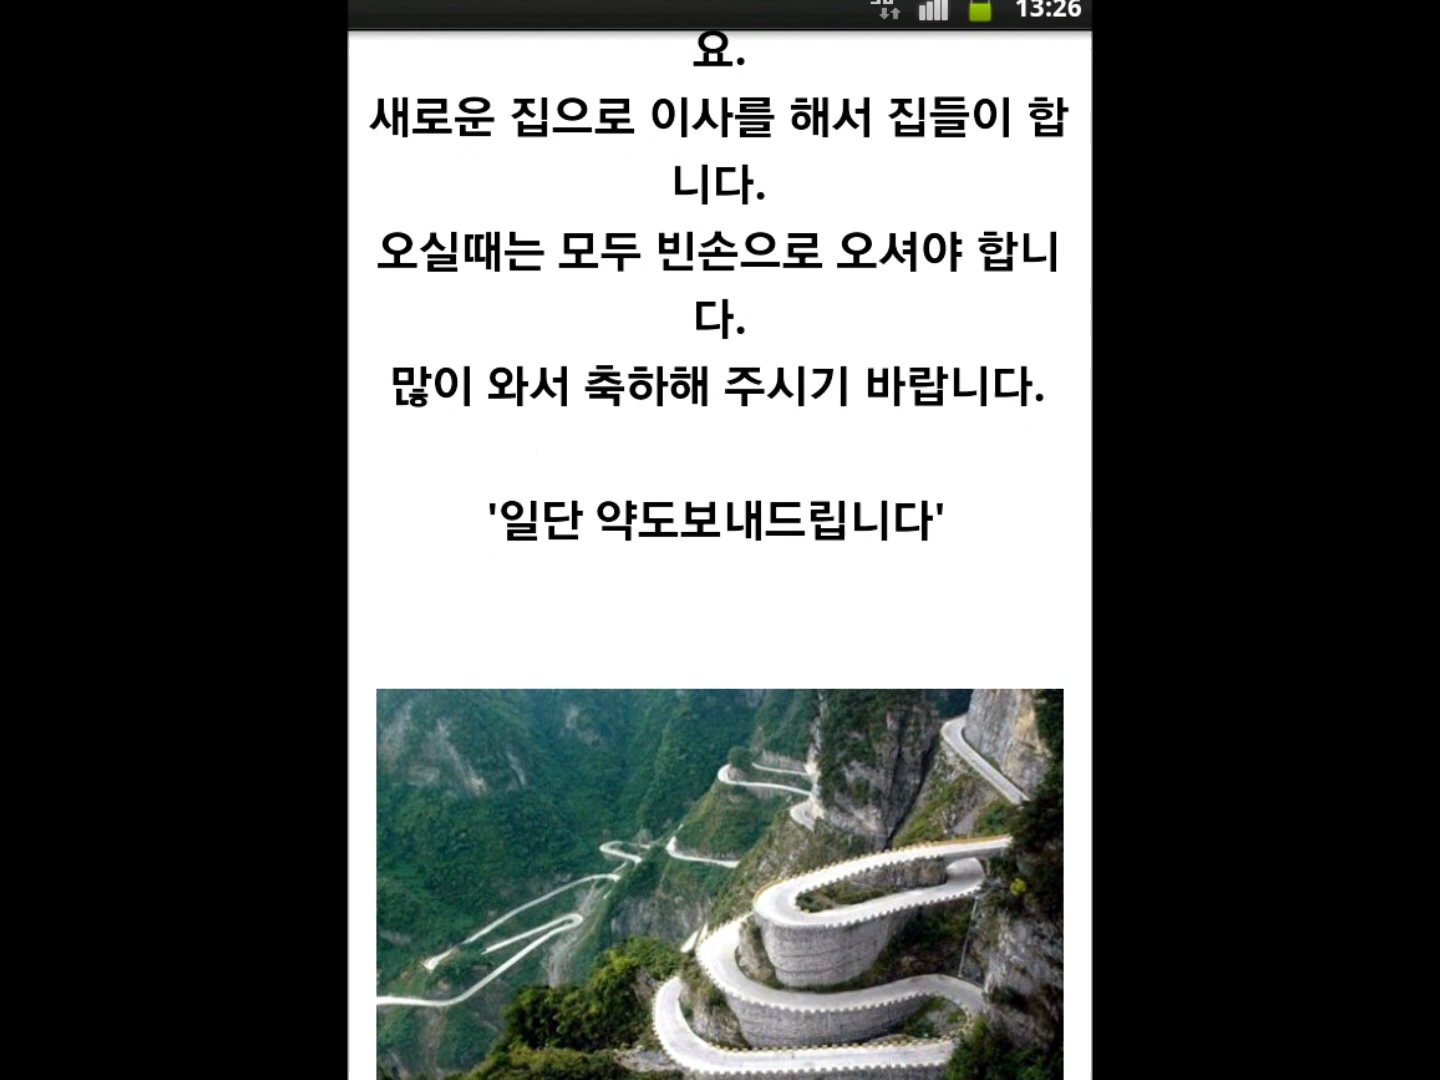 13:26
요.
새로운 집으로 이사를 해서 집들이 합
니다.
오실때는 모두 빈손으로 오셔야 합니
다.
많이 와서 축하해 주시기 바랍니다.
'일단 약도보내드립니다'